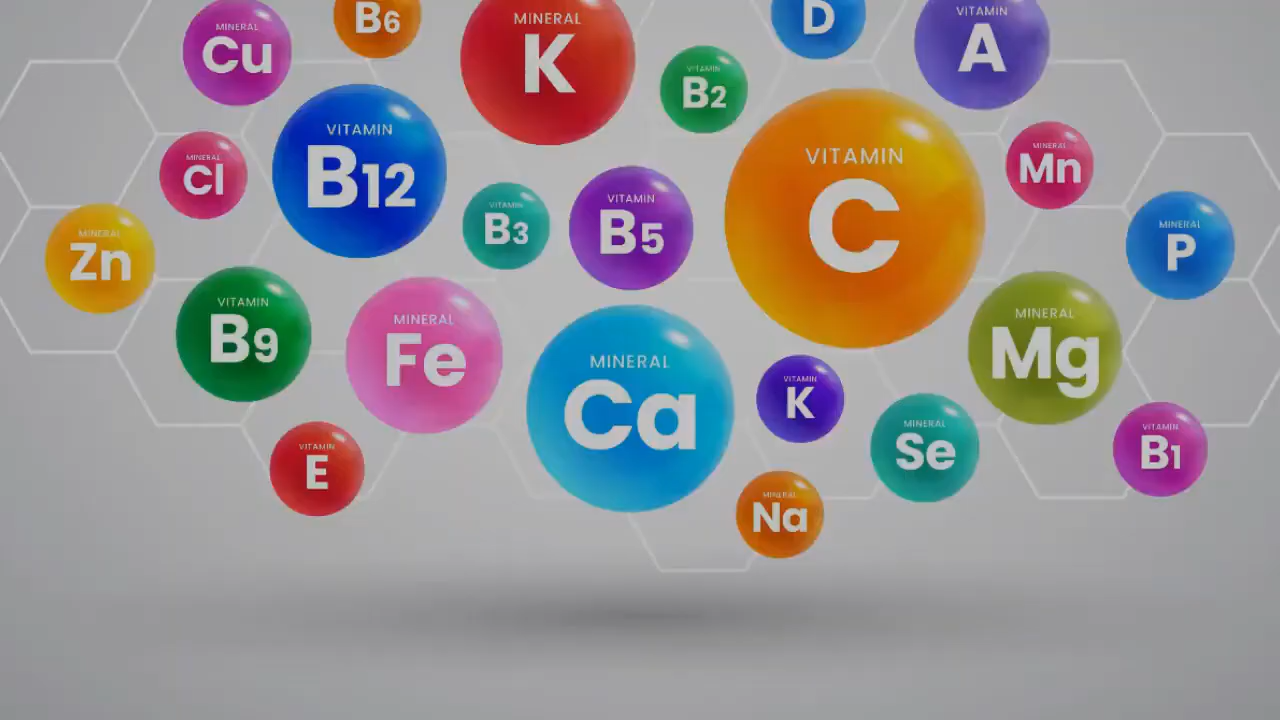 MINERAL
Cu
B6
MINERAL
K
VITAMIN
B2
D
VITAMIN
A
MINERAL
Cl
VITAMIN
B12
VITAMIN
B3
VITAMIN
B5
VITAMIN
C
MINERAL
Mn
MINERAL
P
MINERAL
Zn
VITAMIN
B9
MINERAL
Fe
MINERAL
Ca
VITAMIN
K
MINERAL
Mg
VITAMIN
E
MINERAL
Se
VITAMIN
B1
MINERAL
Na